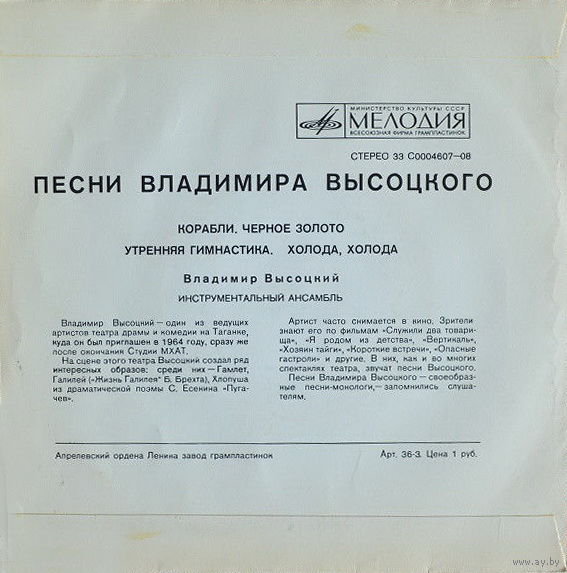 МИНИСТЕРСТВО КУЛЬТУРЫ СССР
МЕЛОДИЯ
ВСЕСОЮЗНАЯ ФИРМА ГРАМПЛАСТИНОК
СТЕРЕО 33 С0004607—08
ПЕСНИ ВЛАДИМИРА ВЫСОЦКОГО
КОРАБЛИ. ЧЕРНОЕ ЗОЛОТО
УТРЕННЯЯ ГИМНАСТИКА. ХОЛОДА, ХОЛОДА
Владимир Высоцкий
ИНСТРУМЕНТАЛЬНЫЙ АНСАМБЛЬ
Владимир Высоцкий — один из ведущих
артистов театра драмы и комедии на Таганке,
куда он был приглашен в 1964 году, сразу же
после окончания Студии МХАТ.
На сцене этого театра Высоцкий создал ряд
интересных образов: среди них — Гамлет,
Галилей («Жизнь Галилея" Б. Брехта), Хлопуша
из драматической поэмы С. Есенина «Пуга-
чев».
Артист часто снимается в кино. Зрители
знают его по фильмам «Служили два товари-
ща», «Я родом из детства», «Вертикаль»,
«Хозяин тайги», «Короткие встречи», «Опасные
гастроли» и другие. В них, как и во многих
спектаклях театра, звучат песни Высоцкого.
Песни Владимира Высоцкого — своеобраз-
ные песни-монологи, — запомнились слуша-
телям.
Апрелевский ордена Ленина завод грампластинок
Арт. 36-3. Цена 1 руб.
www.ay.by